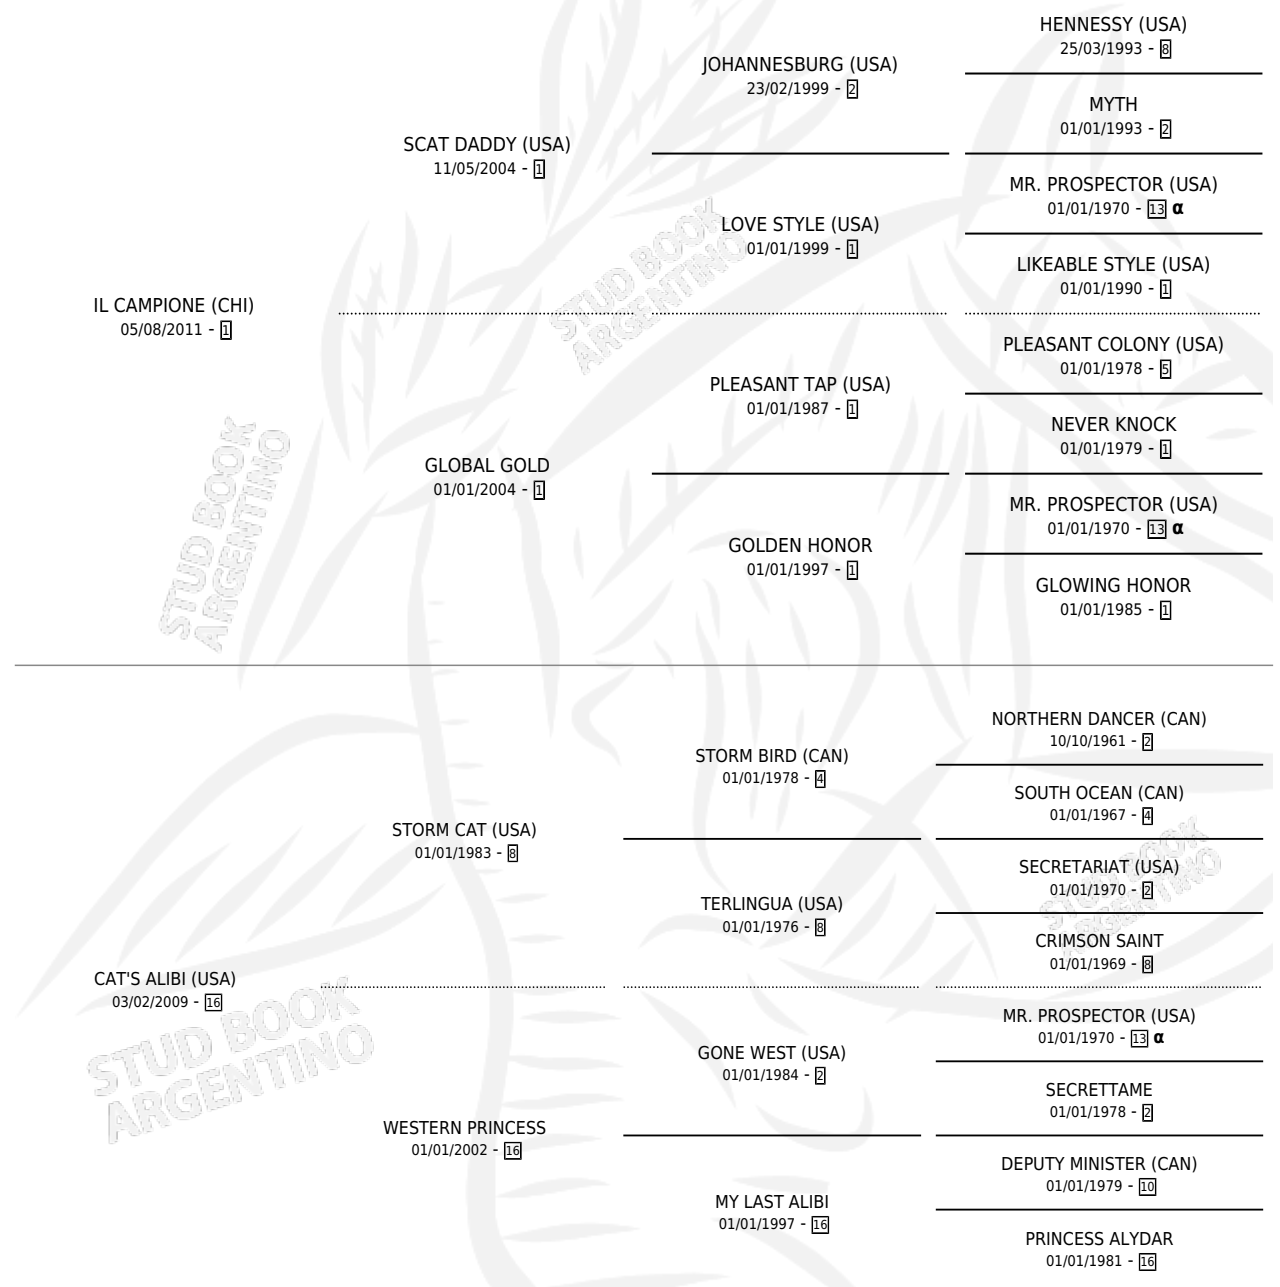 HENNESSY (USA)
25/03/1993 - 8
JOHANNESBURG (USA)
23/02/1999 - 2
MYTH
01/01/1993 - 2
SCAT DADDY (USA)
11/05/2004 - 1
MR. PROSPECTOR (USA)
01/01/1970 - 13 α
LOVE STYLE (USA)
01/01/1999 - 1
LIKEABLE STYLE (USA)
01/01/1990 - 1
IL CAMPIONE (CHI)
05/08/2011 - 1
PLEASANT COLONY (USA)
01/01/1978 - 5
PLEASANT TAP (USA)
01/01/1987 - 1
NEVER KNOCK
01/01/1979 - 1
GLOBAL GOLD
01/01/2004 - 1
MR. PROSPECTOR (USA)
01/01/1970 - 13 α
GOLDEN HONOR
01/01/1997 - 1
GLOWING HONOR
01/01/1985 - 1
NORTHERN DANCER (CAN)
10/10/1961 - 2
STORM BIRD (CAN)
01/01/1978 - 4
SOUTH OCEAN (CAN)
01/01/1967 - 4
STORM CAT (USA)
01/01/1983 - 8
SECRETARIAT (USA)
01/01/1970 - 2
TERLINGUA (USA)
01/01/1976 - 8
CRIMSON SAINT
01/01/1969 - 8
CAT'S ALIBI (USA)
03/02/2009 - 16
MR. PROSPECTOR (USA)
01/01/1970 - 13 α
GONE WEST (USA)
01/01/1984 - 2
SECRETTAME
01/01/1978 - 2
WESTERN PRINCESS
01/01/2002 - 16
DEPUTY MINISTER (CAN)
01/01/1979 - 10
MY LAST ALIBI
01/01/1997 - 16
PRINCESS ALYDAR
01/01/1981 - 16
STUD BOOK
ARGENTINO
STUD BOOK
ARGENTINO
STUD BOOK
ARGENTINO
STUD BOOK
ARGENTINO